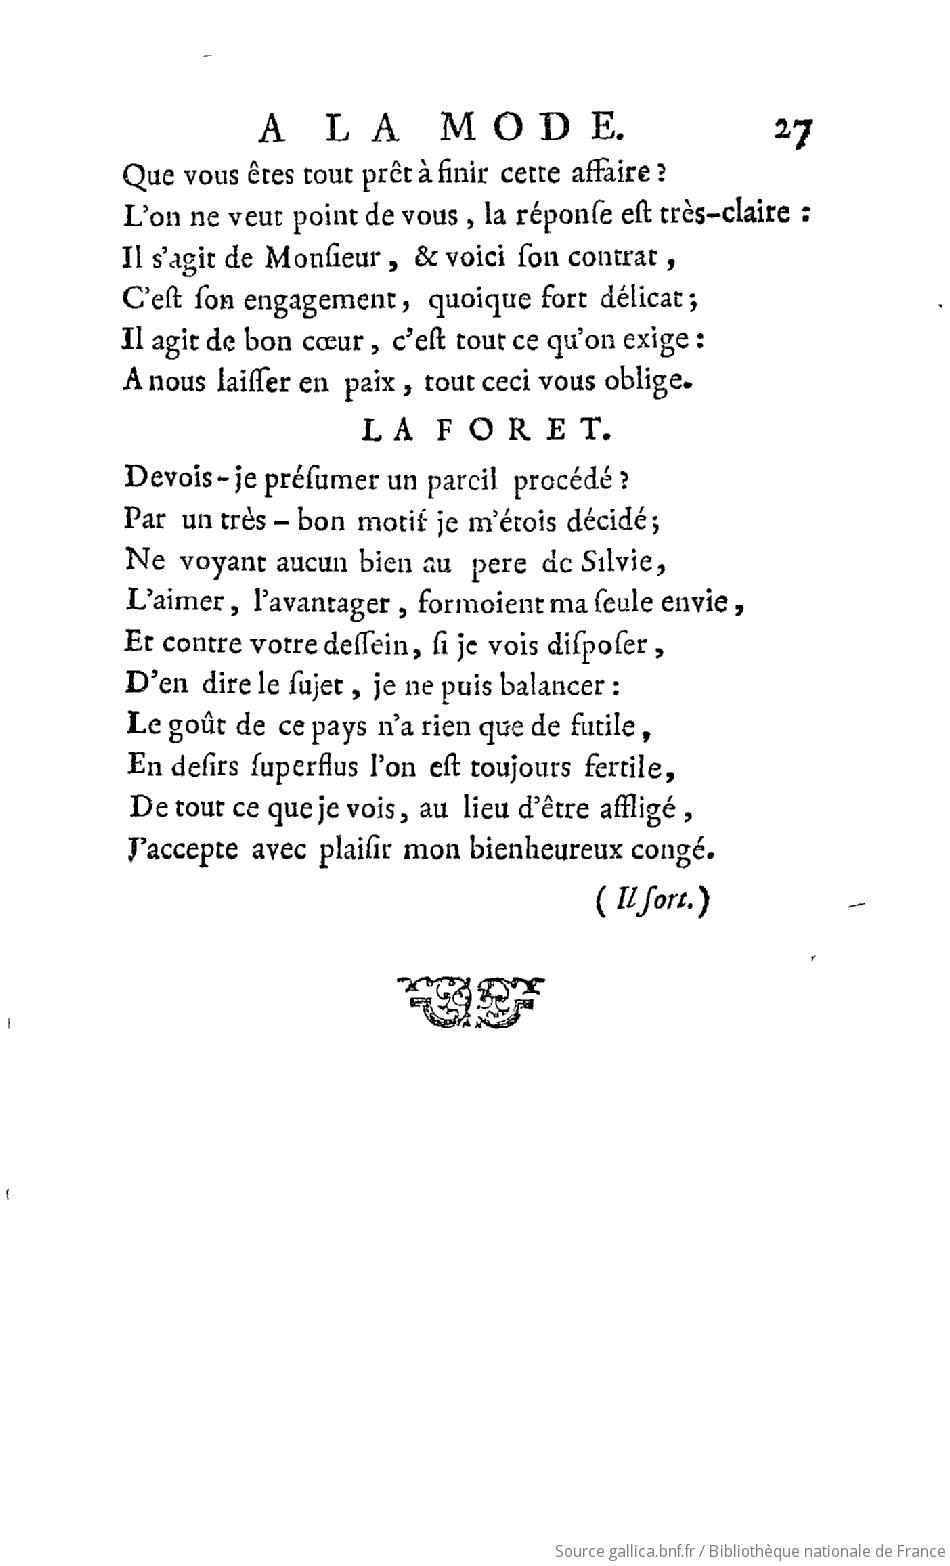 A LA MODE. 27
Que vous êtes tout prêt à finir cette affaire ?
L'on ne veut point de vous , la réponſe eſt très-claire :
Il s'agit de Monſieur , & voici ſon contrat ,
C'eſt ſon engagement , quoique fort délicat ;
Il agit de bon cœur , c'eſt tout ce qu'on exige :
A nous laiſſer en paix , tout ceci vous oblige.
LA FORET.
Devois-je préſumer un pareil procédé ?
Par un très - bon motif je m'étois décidé ;
Ne voyant aucun bien au pere de Silvie ,
L'aimer , l'avantager , formoient ma ſeule envie ,
Et contre votre deſſein , ſi je vois diſpoſer ,
D'en dire le ſujet , je ne puis balancer :
Le goût de ce pays n'a rien que de futile ,
En deſirs ſuperflus l'on eſt toujours fertile ,
De tout ce que je vois , au lieu d'être affligé ,
J'accepte avec plaiſir mon bienheureux congé.
( Il ſort. )
Source gallica.bnf.fr / Bibliothèque nationale de France